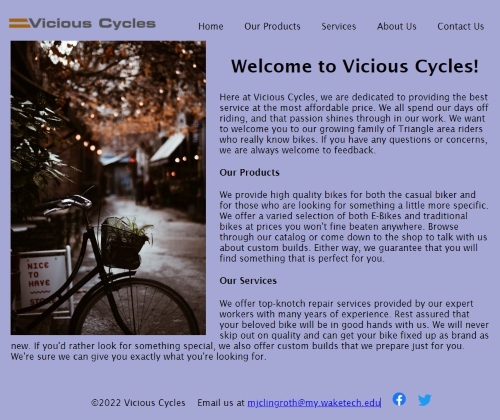 Vicious Cycles
Home Our Products Services About Us Contact Us
Welcome to Vicious Cycles!
Here at Vicious Cycles, we are dedicated to providing the best
service at the most affordable price. We all spend our days off
riding, and that passion shines through in our work. We want
to welcome you to our growing family of Triangle area riders
who really know bikes. If you have any questions or concerns,
we are always welcome to feedback.
Our Products
We provide high quality bikes for both the casual biker and
for those who are looking for something a little more specific.
We offer a varied selection of both E-Bikes and traditional
bikes at prices you won't fine beaten anywhere. Browse
through our catalog or come down to the shop to talk with us
about custom builds. Either way, we guarantee that you will
find something that is perfect for you.
Our Services
We offer top-knotch repair services provided by our expert
workers with many years of experience. Rest assured that
your beloved bike will be in good hands with us. We will never
skip out on quality and can get your bike fixed up as brand as
new. If you'd rather look for something special, we also offer custom builds that we prepare just for you.
We're sure we can give you exactly what you're looking for.
NICE
TO
HAVE
©2022 Vicious Cycles Email us at mjclingroth@my.waketech.edu